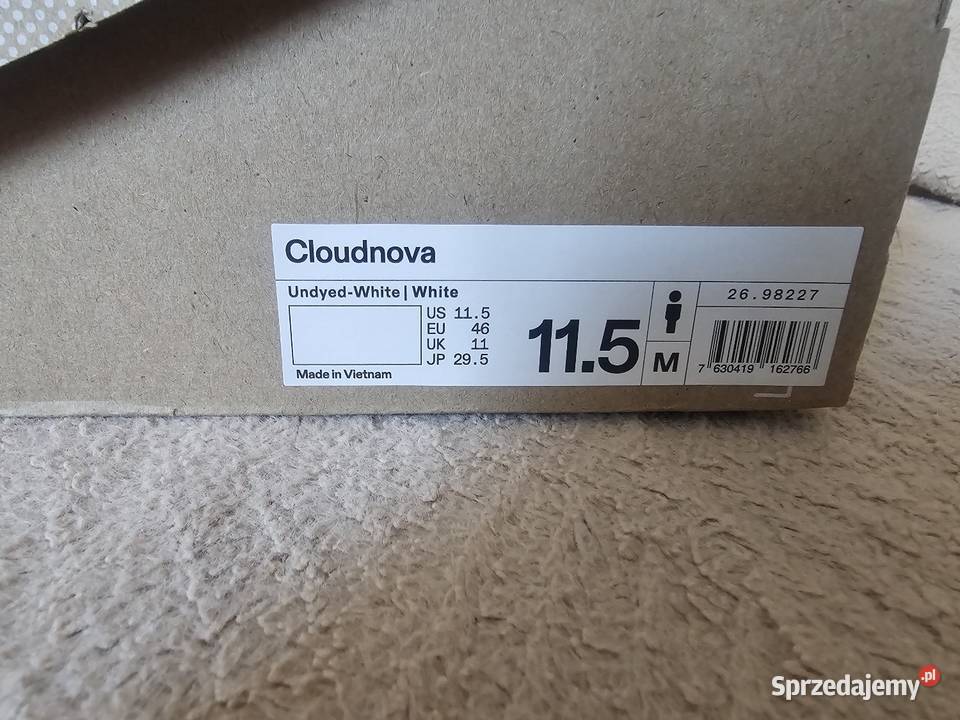 Cloudnova
Undyed-White | White
US 11.5
EU 46
UK 11
JP 29.5
Made in Vietnam
11.5
M
26.98227
7 630419 162766
Sprzedajemy.pl